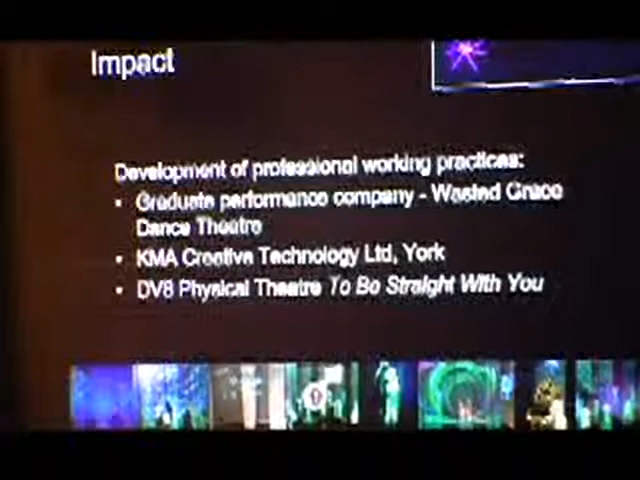 Impact
Development of professional working practices:
• Graduate performance company - Wasted Grace
Dance Theatre
• KMA Creative Technology Ltd, York
• DV8 Physical Theatre To Be Straight With You